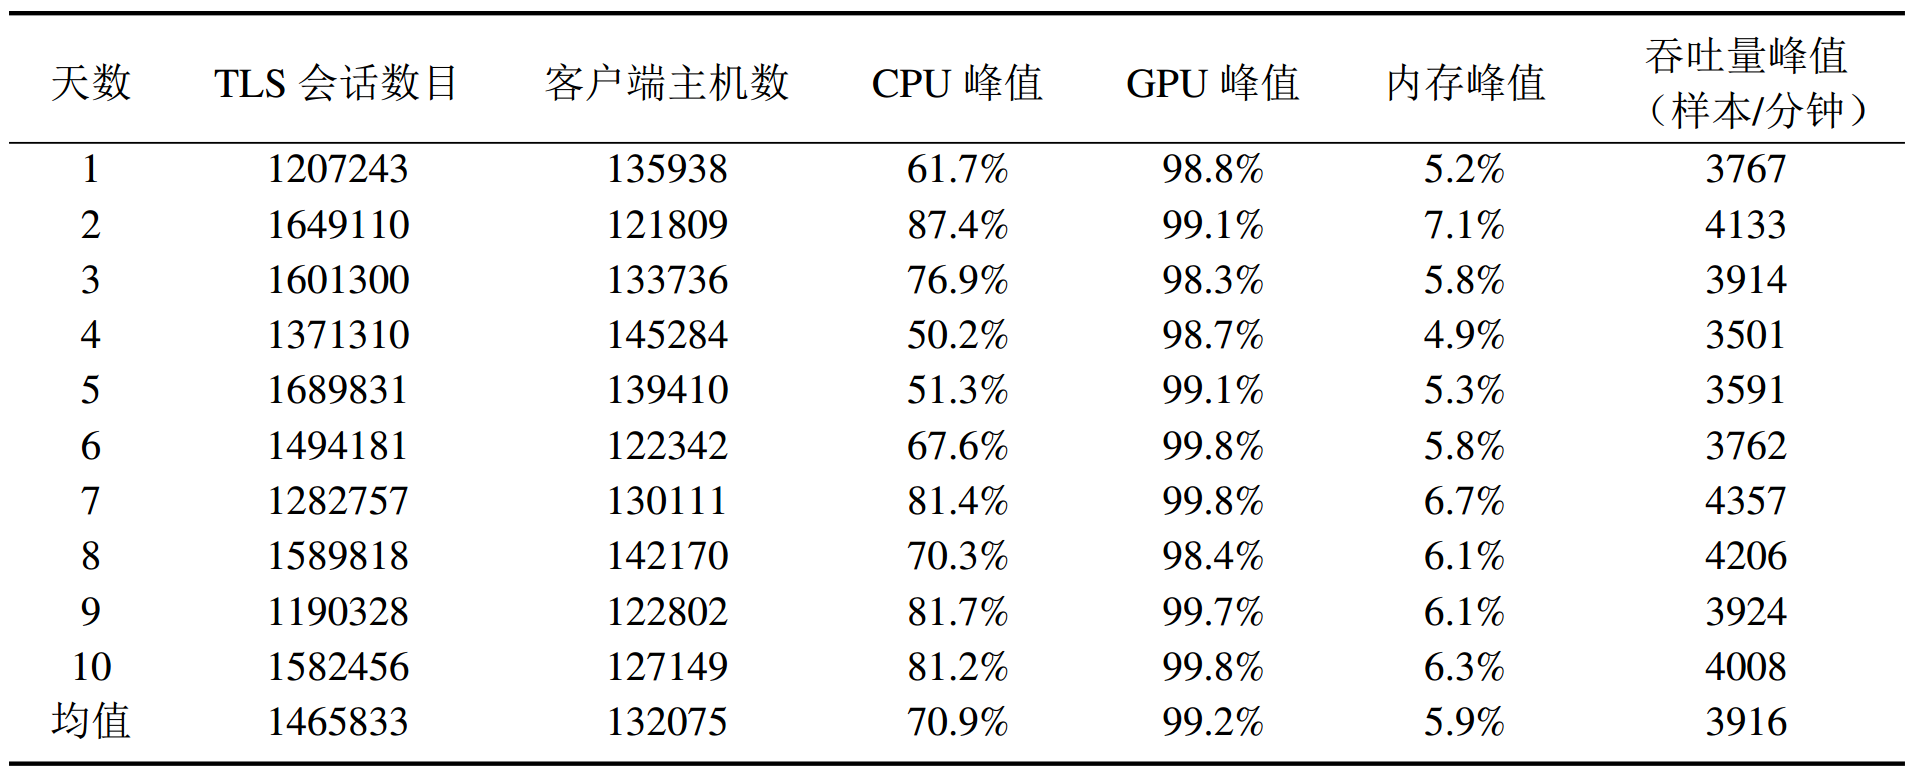 天数 TLS 会话数目 客户端主机数 CPU 峰值 GPU 峰值 内存峰值 吞吐量峰值
（样本/分钟）
1 1207243 135938 61.7% 98.8% 5.2% 3767
2 1649110 121809 87.4% 99.1% 7.1% 4133
3 1601300 133736 76.9% 98.3% 5.8% 3914
4 1371310 145284 50.2% 98.7% 4.9% 3501
5 1689831 139410 51.3% 99.1% 5.3% 3591
6 1494181 122342 67.6% 99.8% 5.8% 3762
7 1282757 130111 81.4% 99.8% 6.7% 4357
8 1589818 142170 70.3% 98.4% 6.1% 4206
9 1190328 122802 81.7% 99.7% 6.1% 3924
10 1582456 127149 81.2% 99.8% 6.3% 4008
均值 1465833 132075 70.9% 99.2% 5.9% 3916